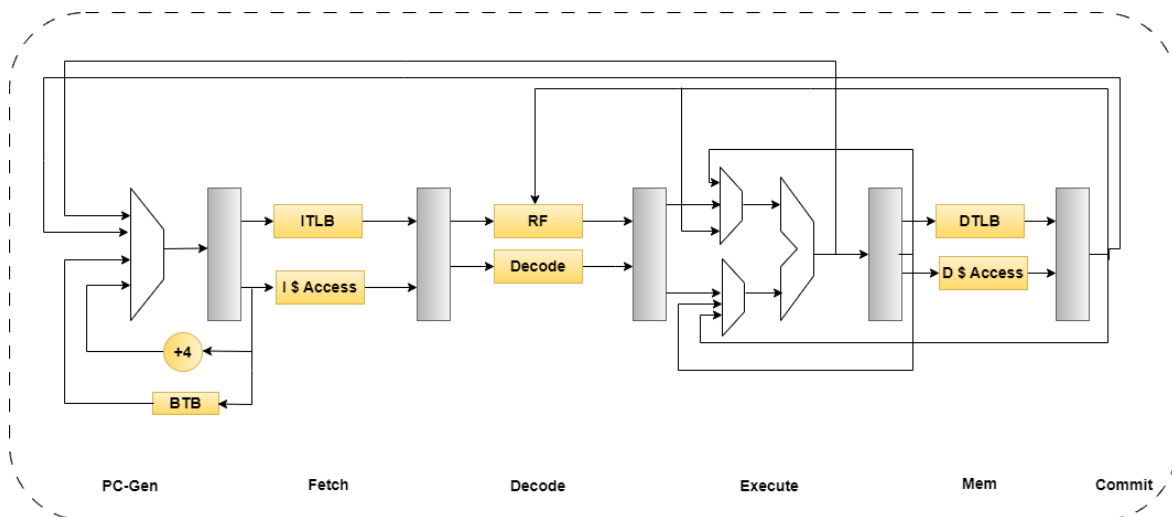 ITLB
RF
DTLB
I $ Access
Decode
D $ Access
+4
BTB
PC-Gen
Fetch
Decode
Execute
Mem
Commit